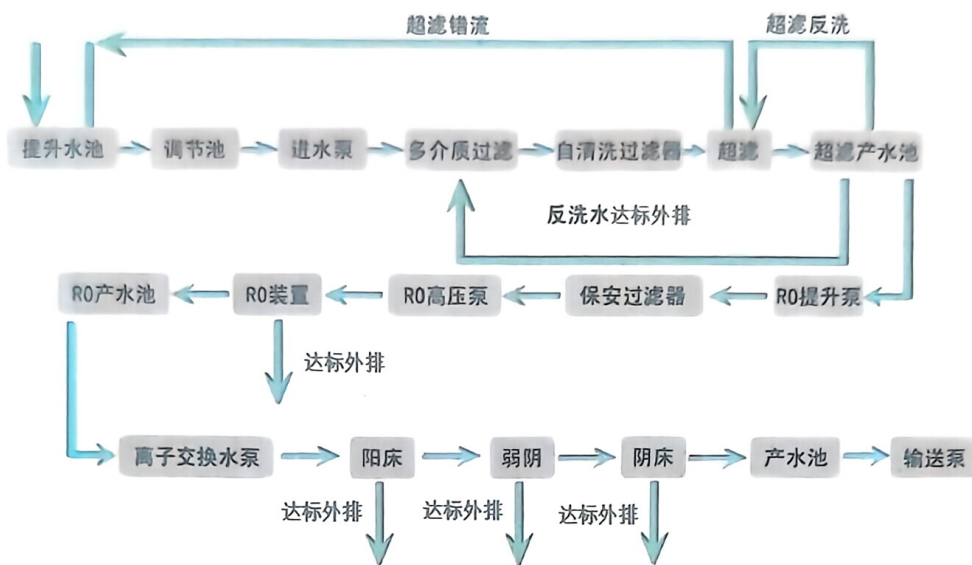 超滤错流
超滤反洗
提升水池
调节池
进水泵
多介质过滤
自清洗过滤器
超滤
超滤产水池
反洗水达标外排
RO产水池
RO装置
RO高压泵
保安过滤器
RO提升泵
达标外排
离子交换水泵
阳床
弱阴
阴床
产水池
输送泵
达标外排
达标外排
达标外排